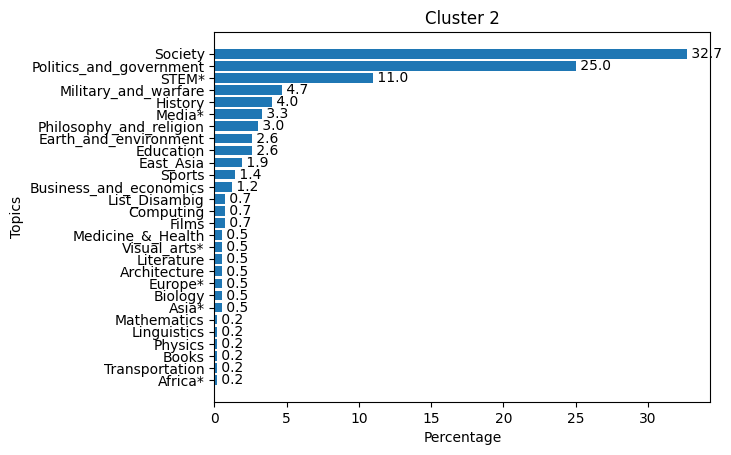 Cluster 2
Society 32.7
Politics_and_government 25.0
STEM* 11.0
Military_and_warfare 4.7
History 4.0
Media* 3.3
Philosophy_and_religion 3.0
Earth_and_environment 2.6
Education 2.6
East_Asia 1.9
Sports 1.4
Business_and_economics 1.2
List_Disambig 0.7
Computing 0.7
Films 0.7
Medicine_&_Health 0.5
Visual_arts* 0.5
Literature 0.5
Architecture 0.5
Europe* 0.5
Biology 0.5
Asia* 0.5
Mathematics 0.2
Linguistics 0.2
Physics 0.2
Books 0.2
Transportation 0.2
Africa* 0.2
Topics
0 5 10 15 20 25 30
Percentage